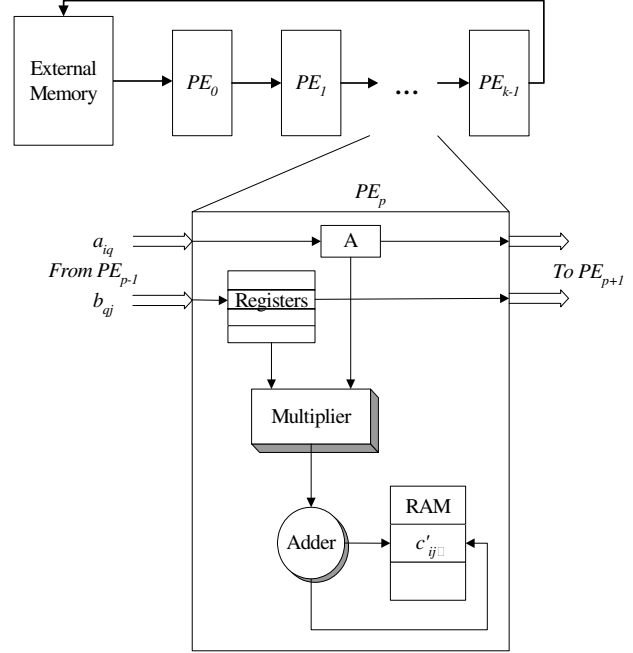 External
Memory
PE0
PE1
...
PEk-1
PEp
aiq
A
From PEp-1
To PEp+1
bqj
Registers
Multiplier
RAM
Adder
c'ij